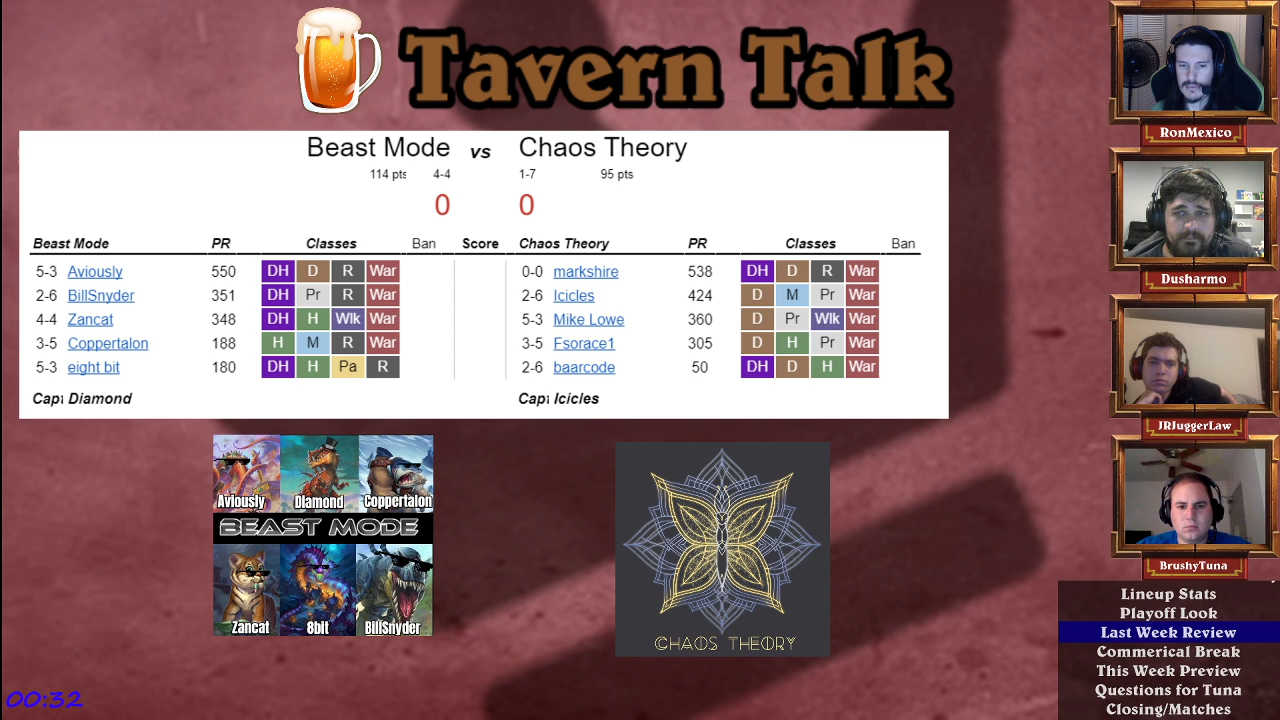 Tavern Talk
Beast Mode vs Chaos Theory
114 pts 4-4 1-7 95 pts
0 0
Beast Mode PR Classes Ban Score Chaos Theory PR Classes Ban
5-3 Aviously 550 DH D R War 0-0 markshire 538 DH D R War
2-6 BillSnyder 351 DH Pr R War 2-6 Icicles 424 D M Pr War
4-4 Zancat 348 DH H Wlk War 5-3 Mike Lowe 360 D Pr Wlk War
3-5 Coppertalon 188 H M R War 3-5 Fsorace1 305 D H Pr War
5-3 eight bit 180 DH H Pa R 2-6 baarcode 50 DH D H War
Capt Diamond Capt Icicles
Aviously Diamond Coppertalon
BEAST MODE
Zancat 8bit BillSnyder
CHAOS THEORY
RonMexico
Dusharmo
JRJuggerLaw
BrushyTuna
Lineup Stats
Playoff Look
Last Week Review
Commerical Break
This Week Preview
Questions for Tuna
Closing/Matches
00:32